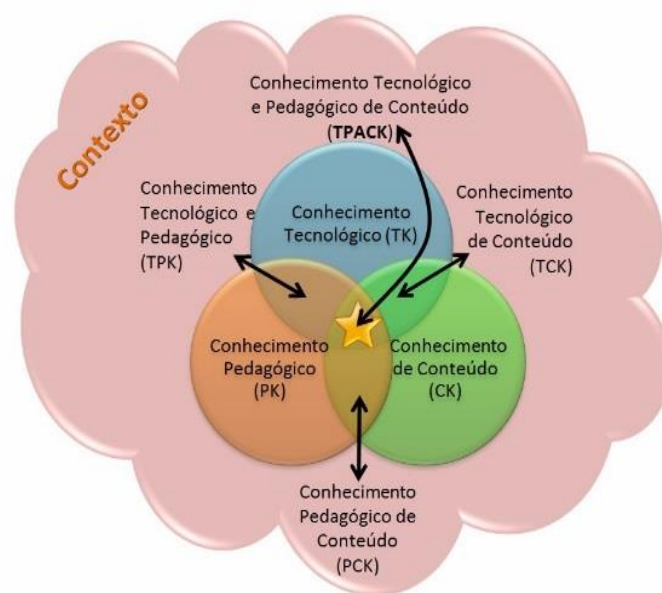 Contexto
Conhecimento Tecnológico
e Pedagógico de Conteúdo
(TPACK)
Conhecimento
Tecnológico e
Pedagógico
(TPK)
Conhecimento
Tecnológico (TK)
Conhecimento
Tecnológico
de Conteúdo
(TCK)
Conhecimento
Pedagógico
(PK)
Conhecimento
de Conteúdo
(CK)
Conhecimento
Pedagógico de
Conteúdo
(PCK)